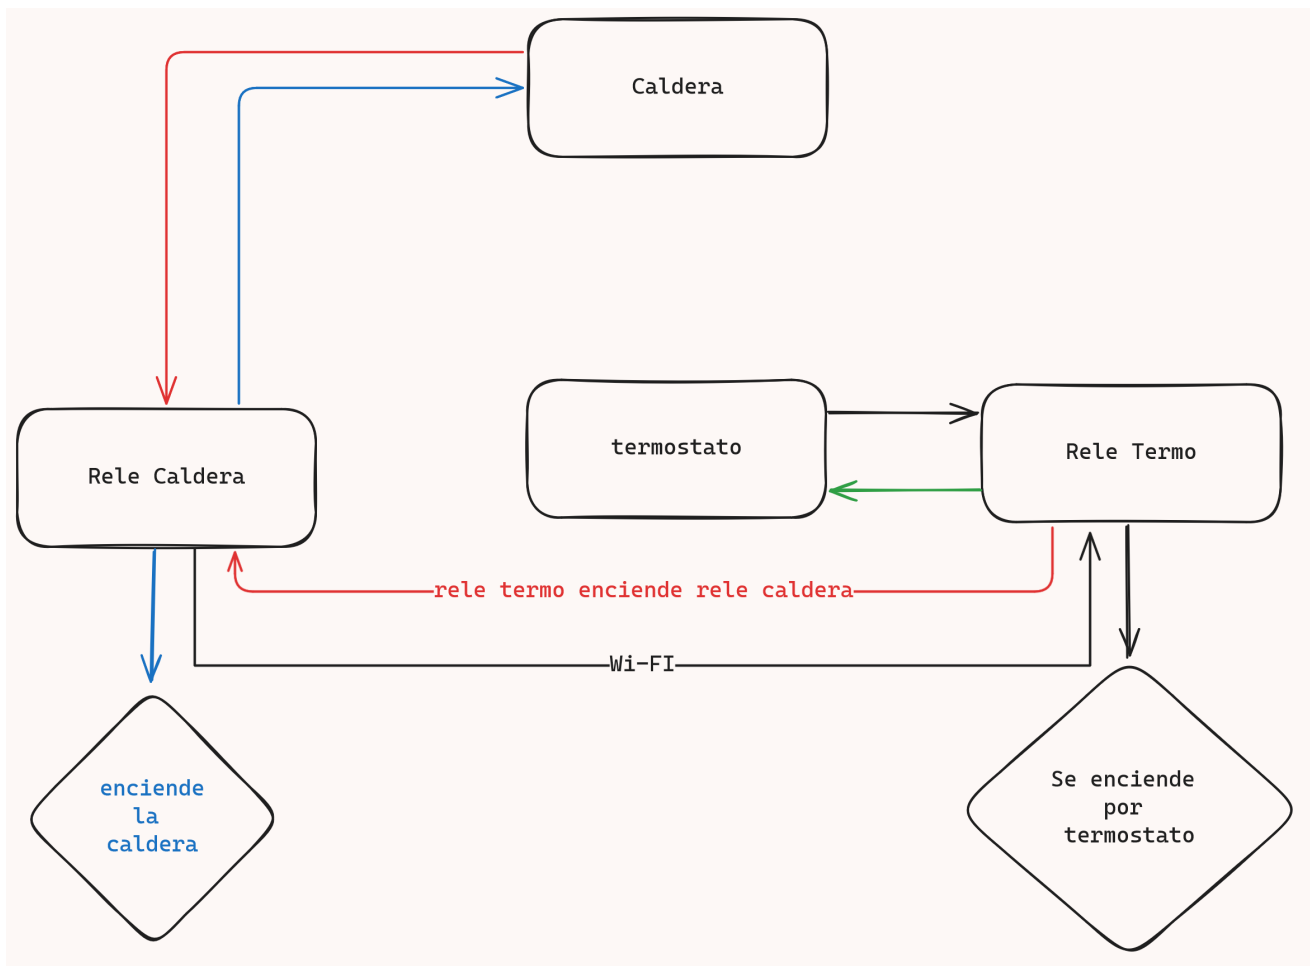 Caldera
termostato
Rele Termo
Rele Caldera
rele termo enciende rele caldera
Wi-FI
Se enciende
por
termostato
enciende
la
caldera